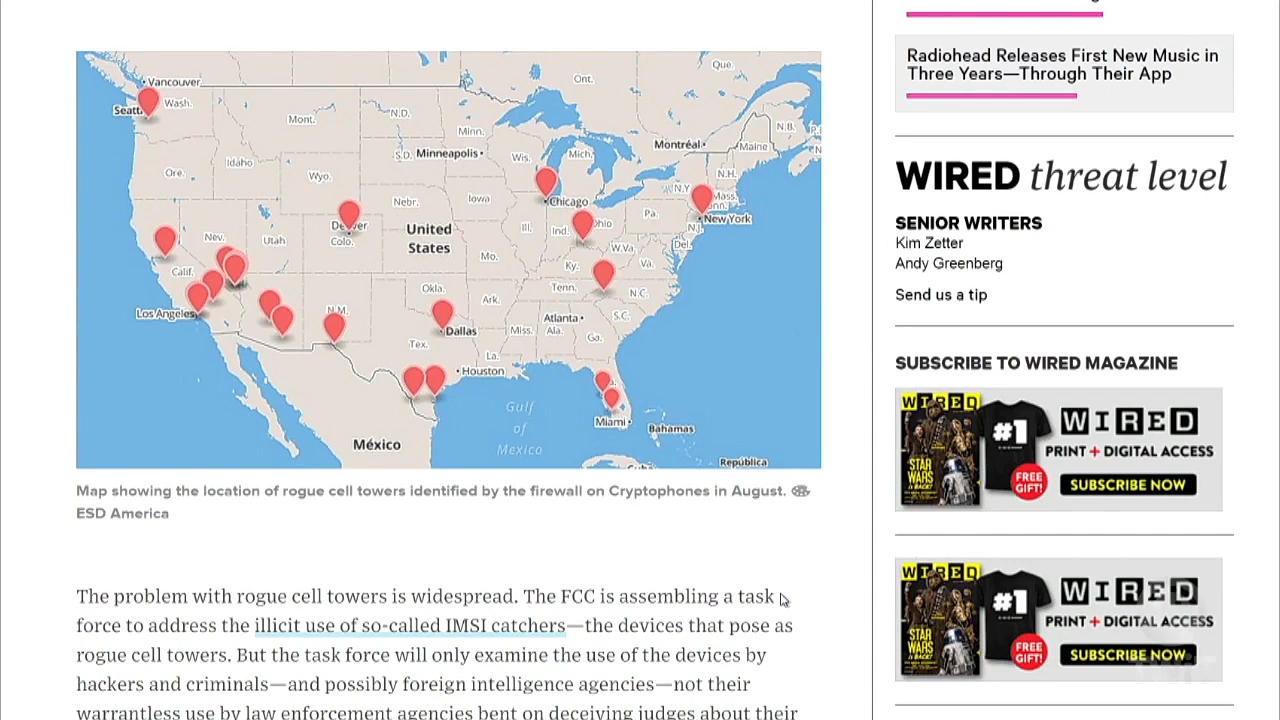 Vancouver
Seatt
Wash.
Mont.
N.D.
Minn.
Ont.
Que.
N.B.
Montréal
Maine
Ore.
Idaho
Wyo.
S.D.
Minneapolis
Wis.
Mich.
N.H.
N.Y
Mass.
onn.
New York
Nev.
Utah
Colo.
Nebr.
Iowa
Chicago
Ill.
Ind.
Ohio
Pa.
N.J.
Del.
United
States
Calif.
Mo.
Ky.
W.Va.
Va.
Los Angeles
N.M.
Okla.
Ark.
Tenn.
N.C.
Dallas
Tex.
Miss.
Ala.
Atlanta
Ga.
S.C.
La.
Houston
Miami
Bahamas
Gulf
of
Mexico
México
República
Map showing the location of rogue cell towers identified by the firewall on Cryptophones in August.
ESD America
The problem with rogue cell towers is widespread. The FCC is assembling a task
force to address the illicit use of so-called IMSI catchers—the devices that pose as
rogue cell towers. But the task force will only examine the use of the devices by
hackers and criminals—and possibly foreign intelligence agencies—not their
warrantless use by law enforcement agencies bent on deceiving judges about their
Radiohead Releases First New Music in
Three Years—Through Their App
WIRED threat level
SENIOR WRITERS
Kim Zetter
Andy Greenberg
Send us a tip
SUBSCRIBE TO WIRED MAGAZINE
WIRED
STAR
WARS
is BACK!
#1
FREE
GIFT!
WIRED
PRINT + DIGITAL ACCESS
SUBSCRIBE NOW
WIRED
STAR
WARS
is BACK!
#1
FREE
GIFT!
WIRED
PRINT + DIGITAL ACCESS
SUBSCRIBE NOW